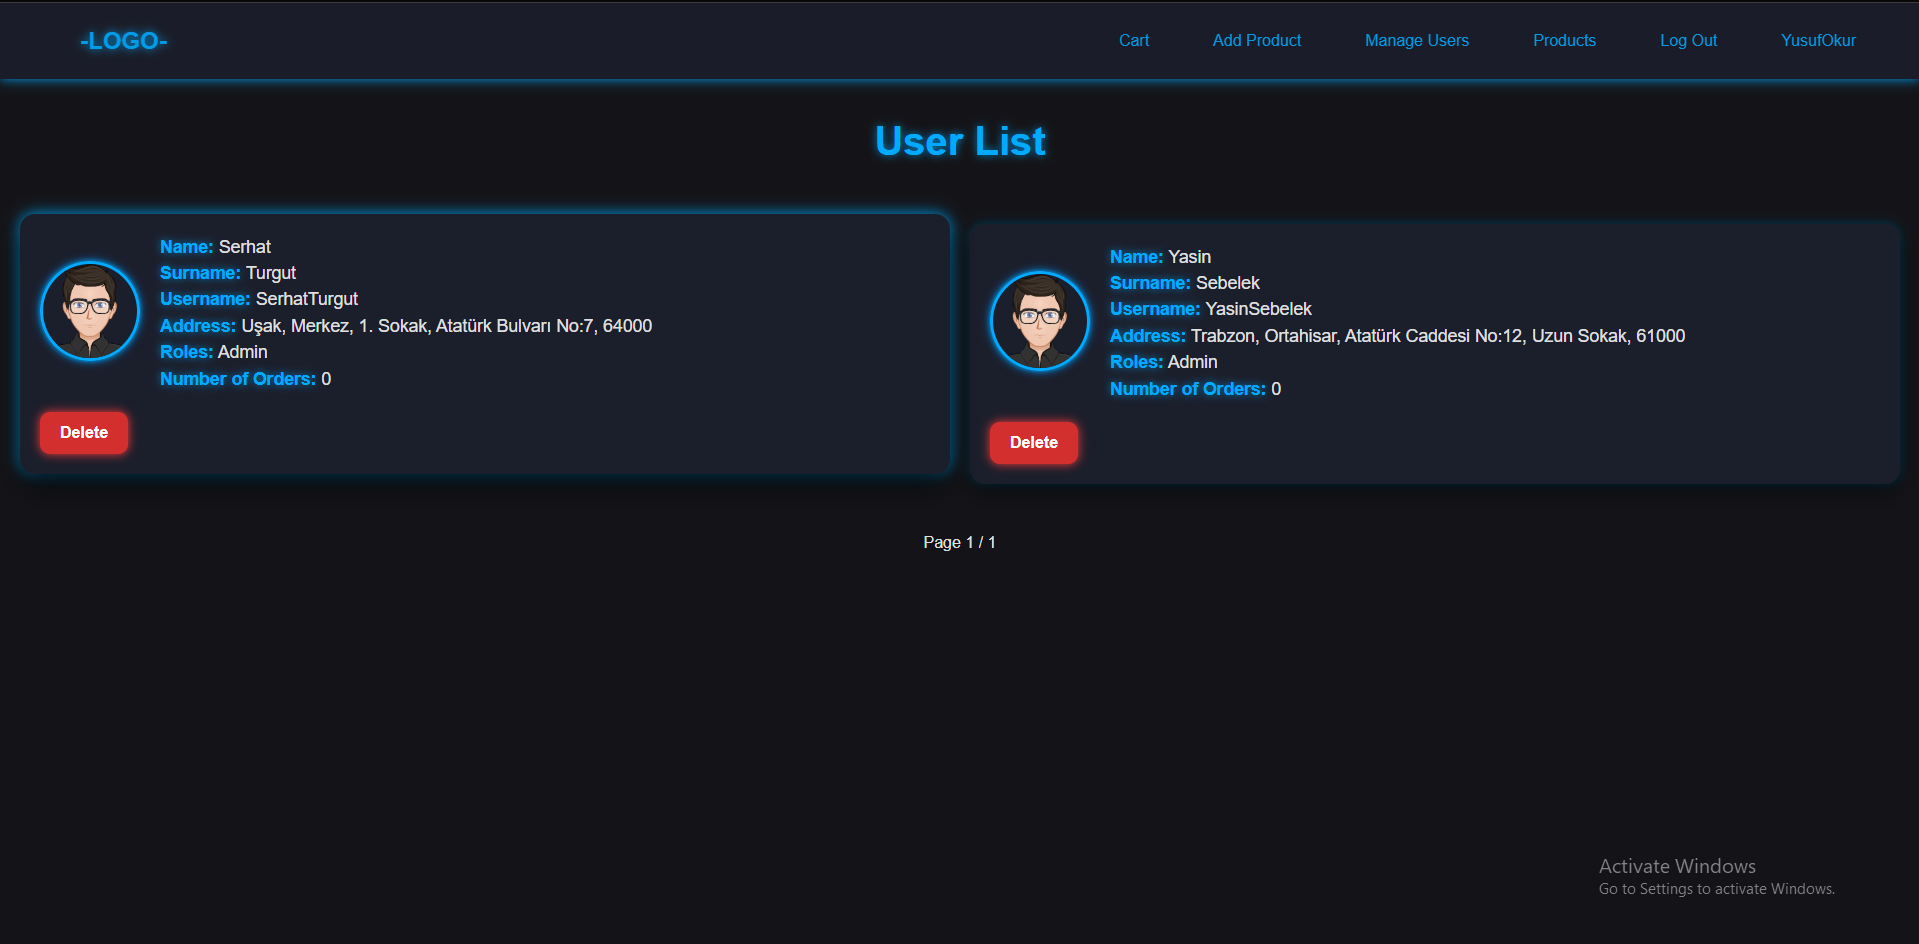 -LOGO-
Cart
Add Product
Manage Users
Products
Log Out
YusufOkur
User List
Name: Serhat
Surname: Turgut
Username: SerhatTurgut
Address: Uşak, Merkez, 1. Sokak, Atatürk Bulvarı No:7, 64000
Roles: Admin
Number of Orders: 0
Delete
Name: Yasin
Surname: Sebelek
Username: YasinSebelek
Address: Trabzon, Ortahisar, Atatürk Caddesi No:12, Uzun Sokak, 61000
Roles: Admin
Number of Orders: 0
Delete
Page 1 / 1
Activate Windows
Go to Settings to activate Windows.